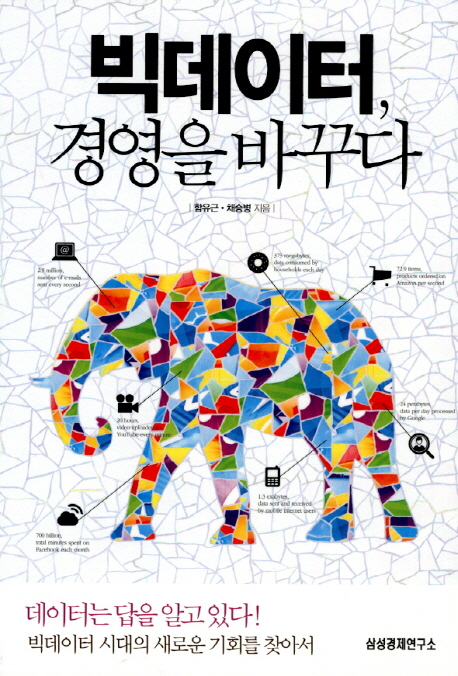 빅데이터,
경영을 바꾸다
| 함유근 · 채승병 지음 |
@
2.9 million,
number of e-mails
sent every second
375 megabytes,
data consumed by
households each day
72.9 items,
products ordered on
Amazon per second
20 hours,
video uploaded
YouTube every
24 petabytes,
data per day processed
by Google
1.3 exabytes,
data sent and received
by mobile internet users
700 billion,
total minutes spent on
Facebook each month
데이터는 답을 알고 있다!
빅데이터 시대의 새로운 기회를 찾아서
삼성경제연구소